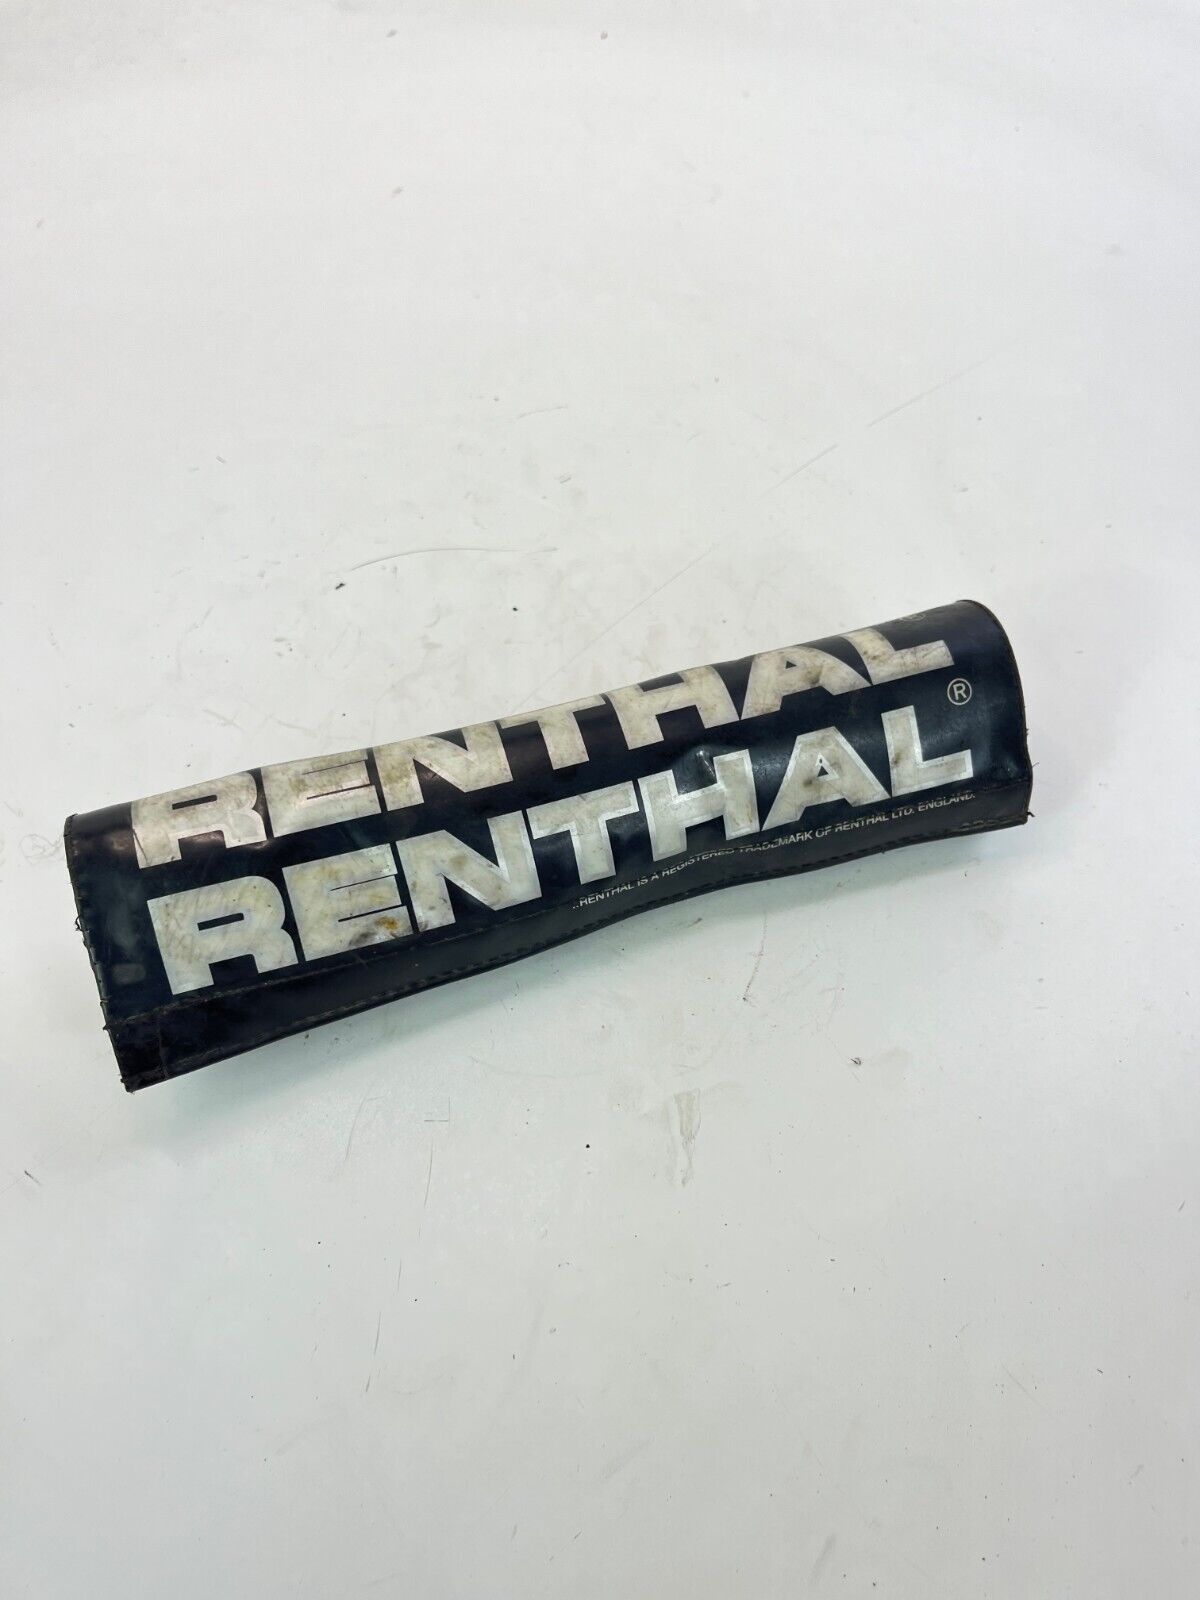 RENTHAL®
RENTHAL®
..RENTHAL IS A REGISTERED TRADEMARK OF RENTHAL LTD. ENGLAND.